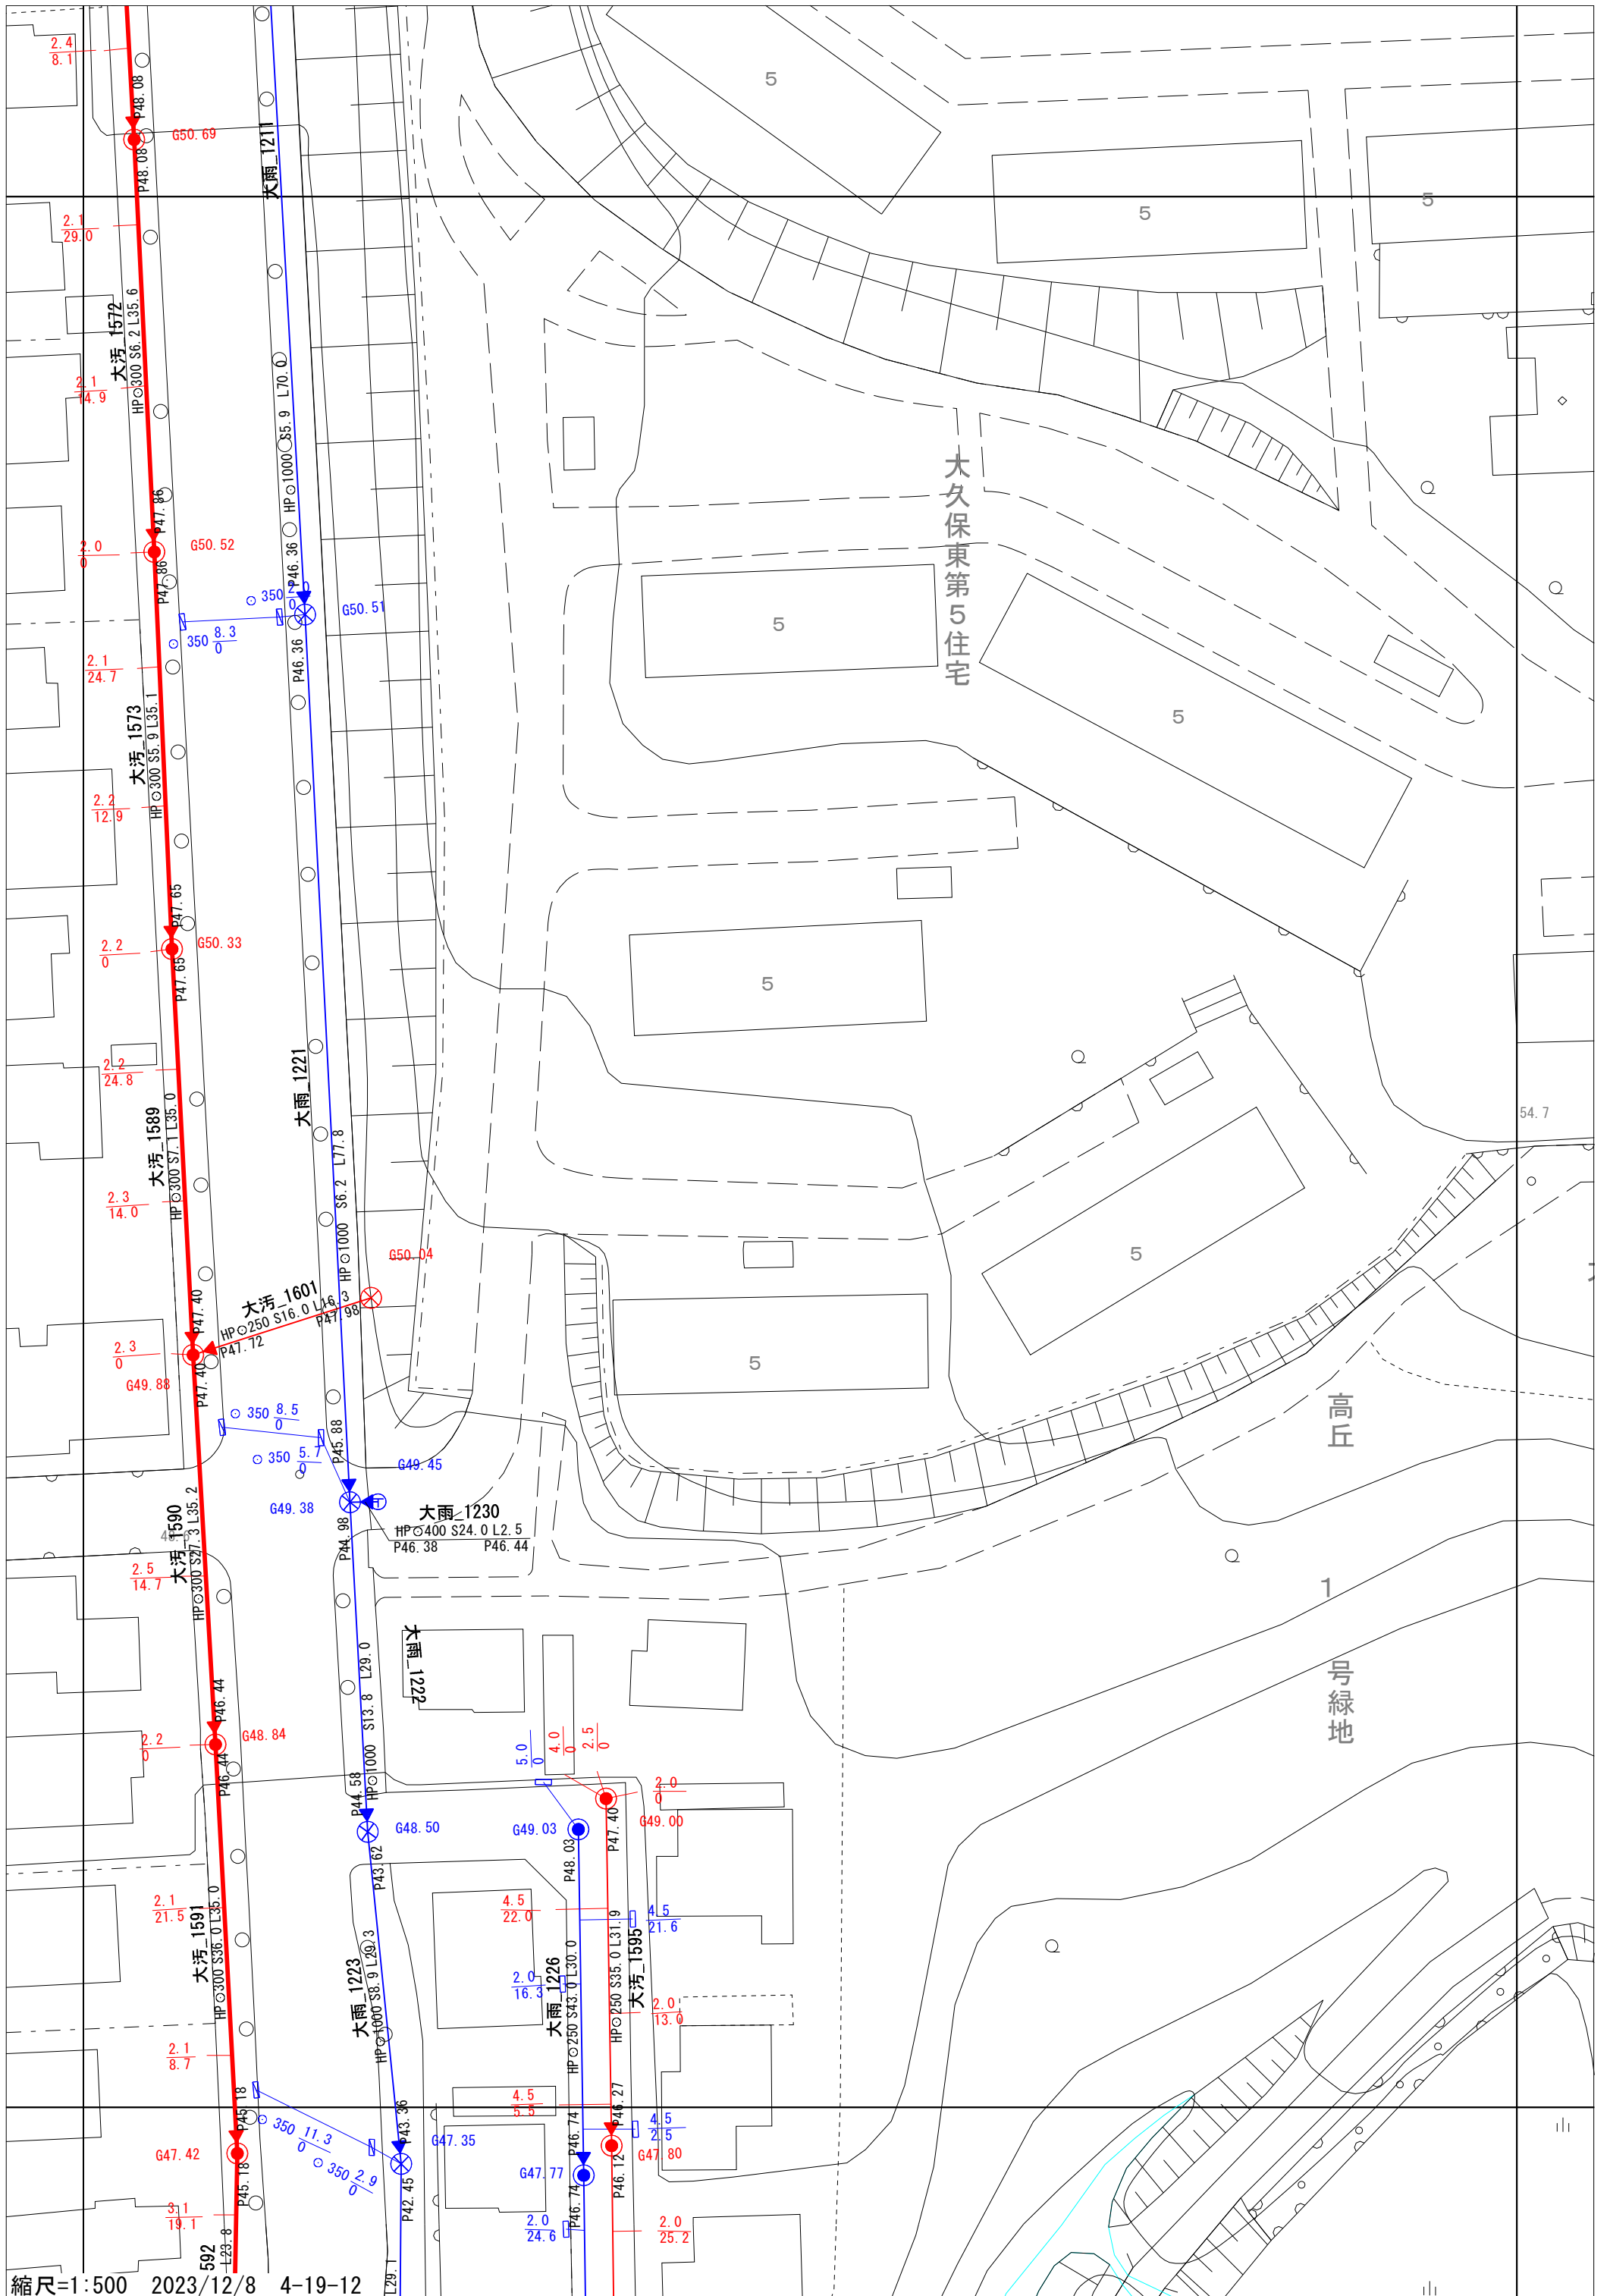 2.4
8.1
P48.08
G50.69
P48.08
大雨_1211
5
5
5
2.1
29.0
大汚_1572
HP⊙300 S6.2 L35.6
2.1
14.9
HP⊙1000 S5.9 L70.0
大久保東第5住宅
P47.86
2.0
0
G50.52
P47.86
P46.36
⊙350 2.0
0
G50.51
⊙350 8.3
0
P46.36
5
5
2.1
24.7
大汚_1573
HP⊙300 S5.9 L35.1
2.2
12.9
P47.65
2.2
0
G50.33
P47.65
5
大雨_1221
2.2
24.8
大汚_1589
HP⊙300 S7.1 L35.0
54.7
HP⊙1000 S6.2 L77.8
2.3
14.0
G50.04
5
大汚_1601
HP⊙250 S16.0 L16.3
P47.98
P47.72
P47.40
2.3
0
G49.88
P47.40
5
高丘
⊙350 8.5
0
⊙350 5.7
0
P45.88
G49.45
G49.38
大雨_1230
HP⊙400 S24.0 L2.5
P46.38 P46.44
P44.98
大汚_1590
HP⊙300 S27.3 L35.2
2.5
14.7
1
号緑地
大雨_1222
HP⊙1000 S13.8 L29.0
P46.44
2.2
0
G48.84
P46.44
5.0
0
4.0
0
2.5
0
2.0
0
G49.00
P47.40
P44.58
G48.50
P43.62
G49.03
P48.03
2.1
21.5
大汚_1591
HP⊙300 S36.0 L35.0
4.5
22.0
4.5
21.6
大雨_1223
HP⊙1000 S8.9 L29.3
2.0
16.3
大雨_1226
HP⊙250 S43.0 L30.0
HP⊙250 S35.0 L31.9
大汚_1595
2.0
13.0
2.1
8.7
P45.18
4.5
5.5
P46.27
4.5
2.5
⊙350 11.3
0
⊙350 2.9
0
P43.36
G47.35
P46.74
G47.80
G47.42
P45.18
P42.45
G47.77
P46.74
P46.12
3.1
19.1
2.0
24.6
2.0
25.2
592
L23.8
L29.1
縮尺=1:500 2023/12/8 4-19-12